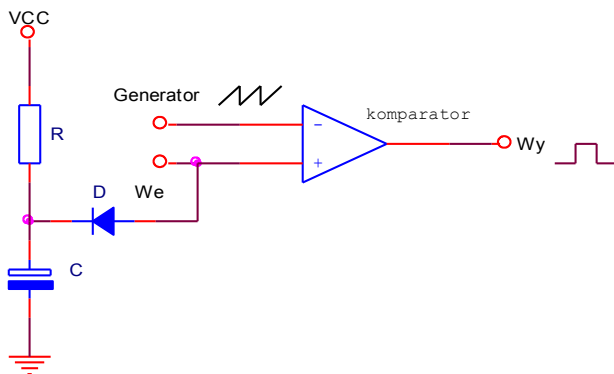 VCC
Generator
komparator
R
−
Wy
+
D
We
C